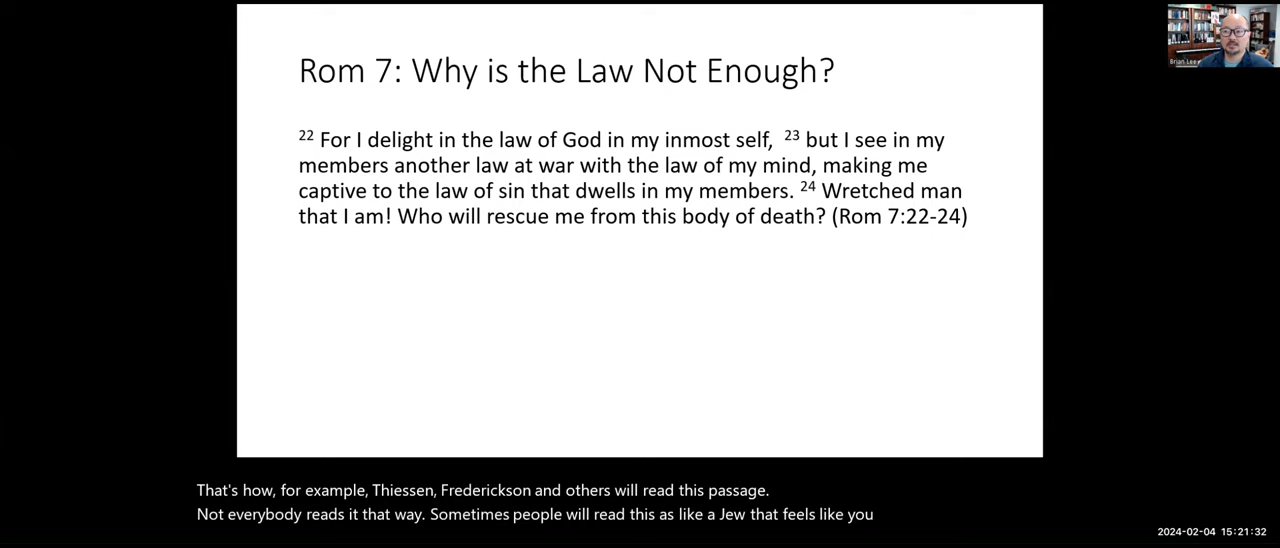 Rom 7: Why is the Law Not Enough?
22 For I delight in the law of God in my inmost self, 23 but I see in my
members another law at war with the law of my mind, making me
captive to the law of sin that dwells in my members. 24 Wretched man
that I am! Who will rescue me from this body of death? (Rom 7:22-24)
Brian Lee
That's how, for example, Thiessen, Frederickson and others will read this passage.
Not everybody reads it that way. Sometimes people will read this as like a Jew that feels like you
2024-02-04 15:21:32